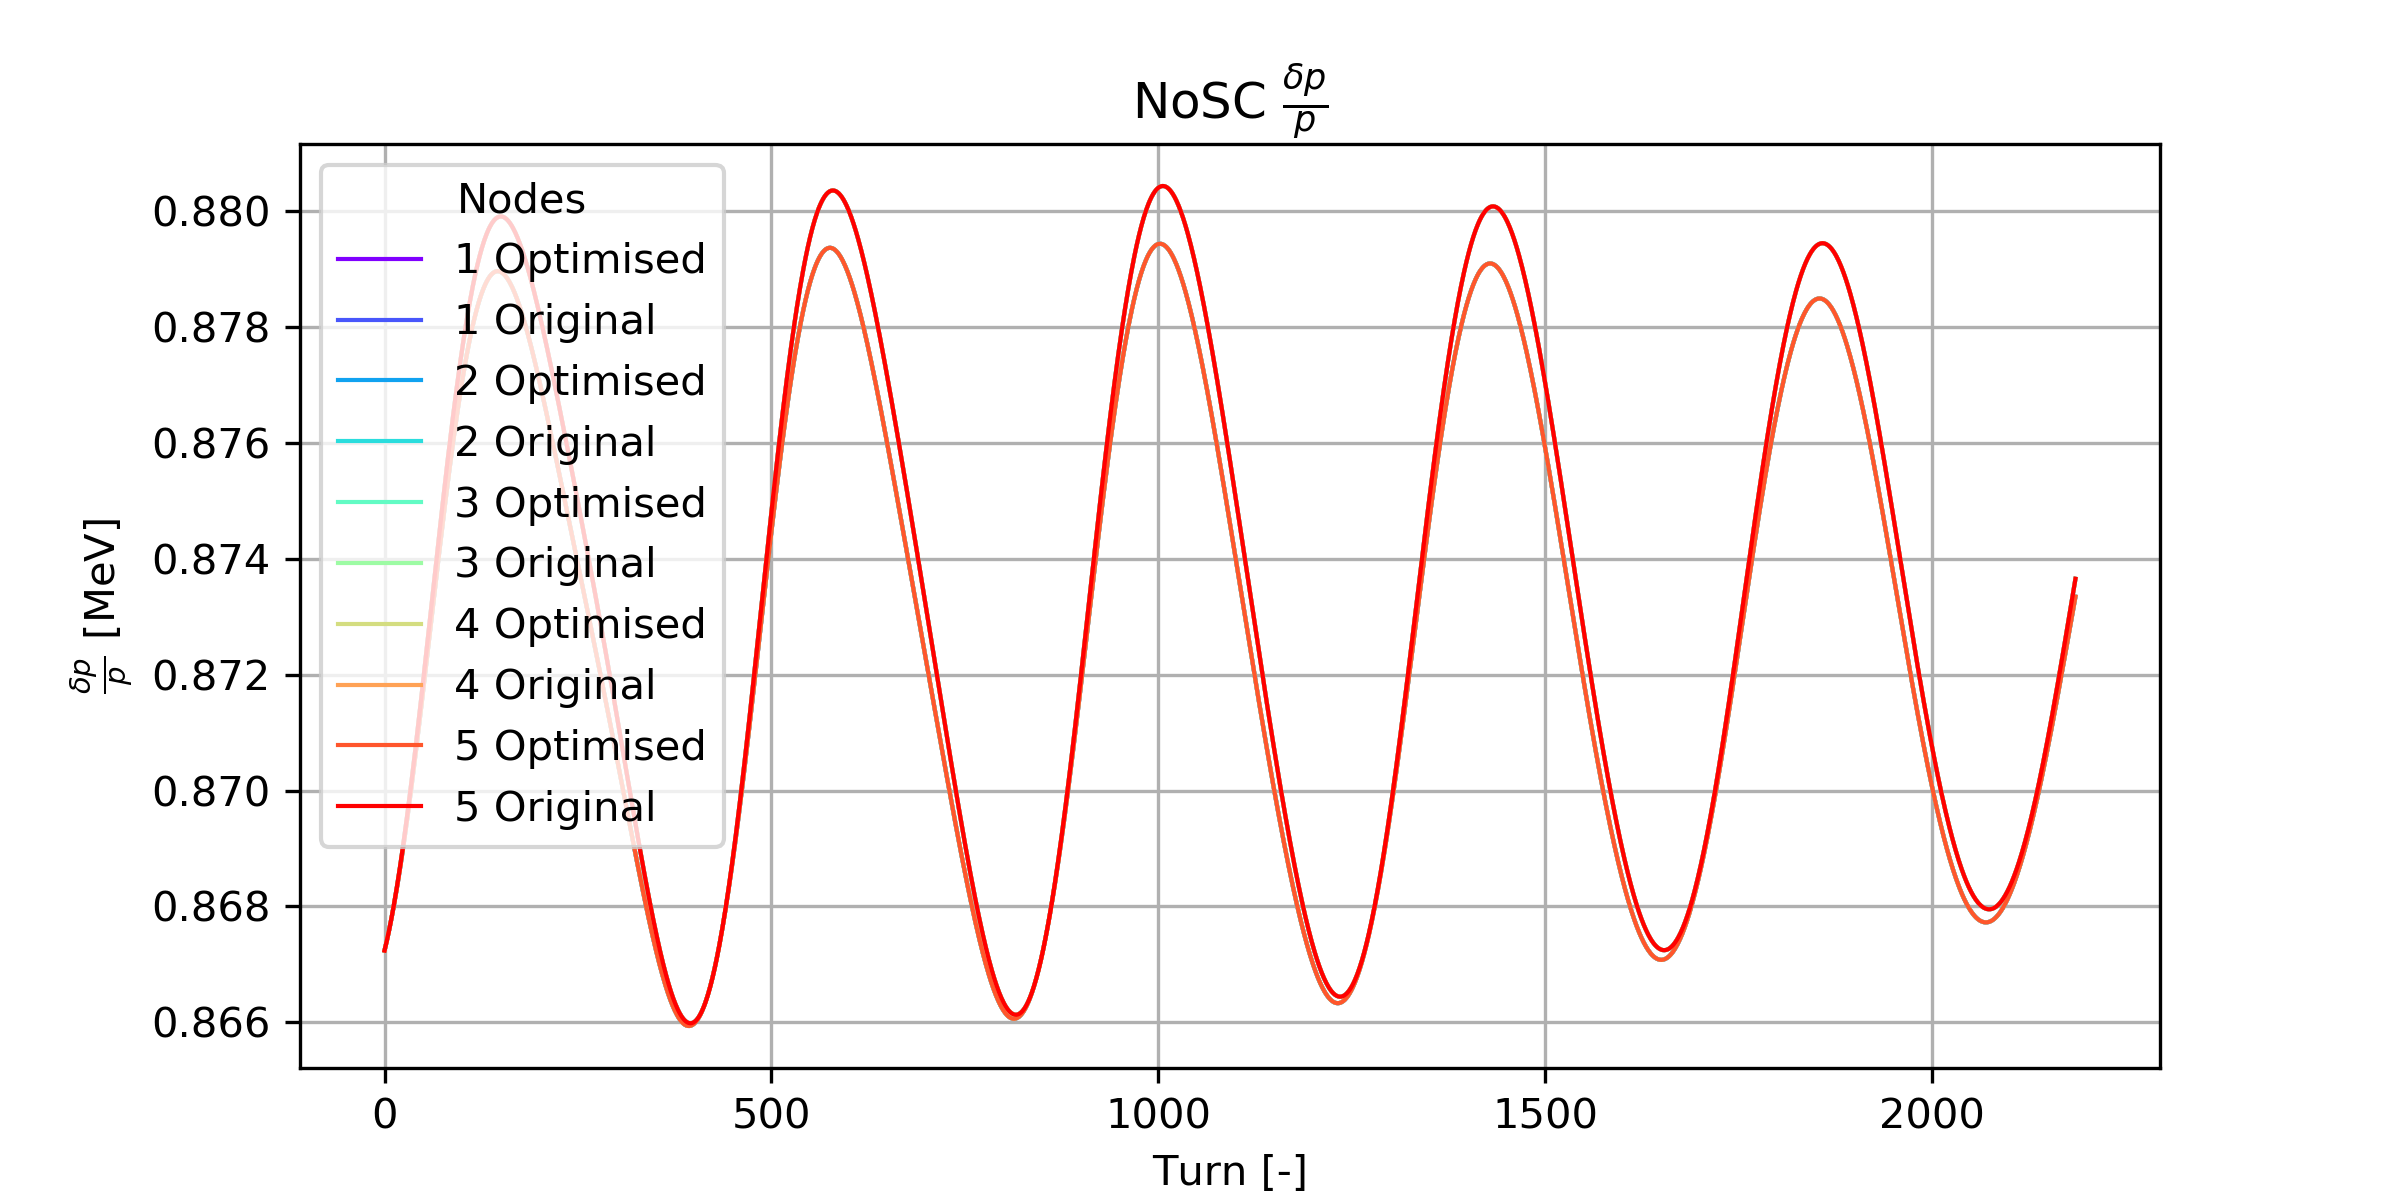 NoSC δp/p
Nodes
1 Optimised
1 Original
2 Optimised
2 Original
3 Optimised
3 Original
4 Optimised
4 Original
5 Optimised
5 Original
0.880
0.878
0.876
0.874
0.872
0.870
0.868
0.866
δp/p [MeV]
0 500 1000 1500 2000
Turn [-]